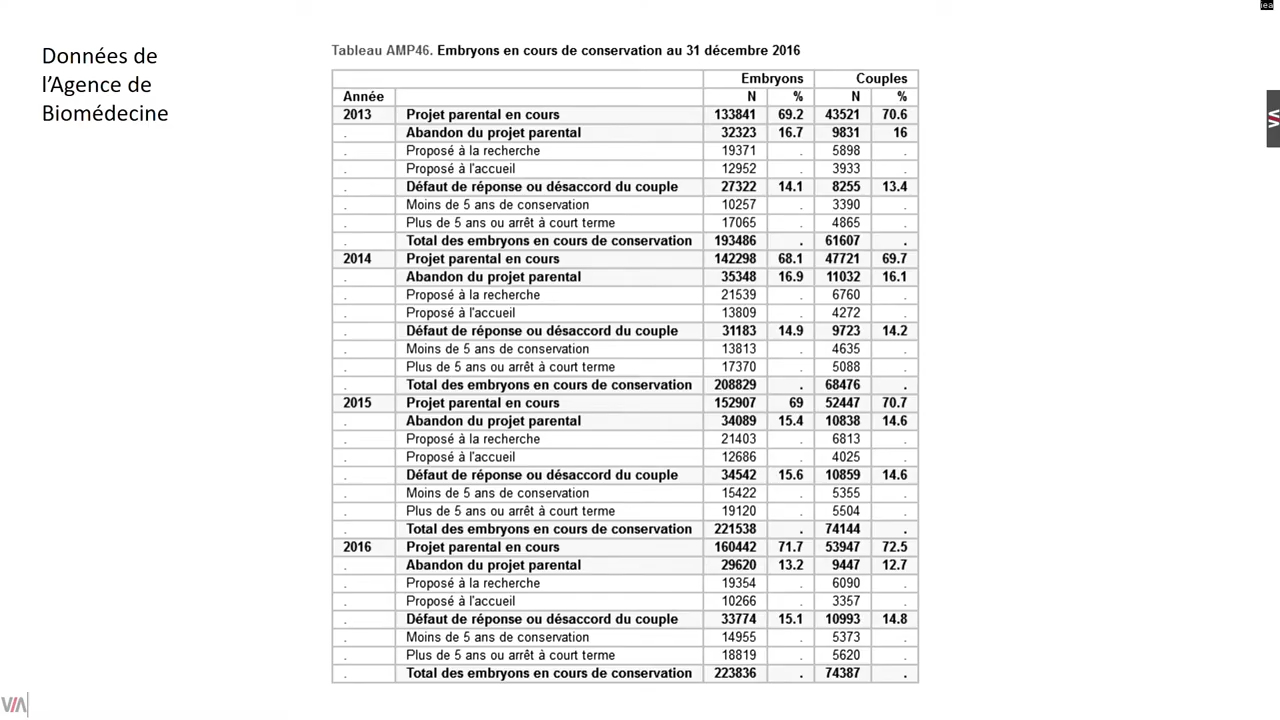 iea
Données de
l’Agence de
Biomédecine
Tableau AMP46. Embryons en cours de conservation au 31 décembre 2016
Embryons Couples
Année N % N %
2013 Projet parental en cours 133841 69.2 43521 70.6
. Abandon du projet parental 32323 16.7 9831 16
. Proposé à la recherche 19371 . 5898 .
. Proposé à l'accueil 12952 . 3933 .
. Défaut de réponse ou désaccord du couple 27322 14.1 8255 13.4
. Moins de 5 ans de conservation 10257 . 3390 .
. Plus de 5 ans ou arrêt à court terme 17065 . 4865 .
. Total des embryons en cours de conservation 193486 . 61607 .
2014 Projet parental en cours 142298 68.1 47721 69.7
. Abandon du projet parental 35348 16.9 11032 16.1
. Proposé à la recherche 21539 . 6760 .
. Proposé à l'accueil 13809 . 4272 .
. Défaut de réponse ou désaccord du couple 31183 14.9 9723 14.2
. Moins de 5 ans de conservation 13813 . 4635 .
. Plus de 5 ans ou arrêt à court terme 17370 . 5088 .
. Total des embryons en cours de conservation 208829 . 68476 .
2015 Projet parental en cours 152907 69 52447 70.7
. Abandon du projet parental 34089 15.4 10838 14.6
. Proposé à la recherche 21403 . 6813 .
. Proposé à l'accueil 12686 . 4025 .
. Défaut de réponse ou désaccord du couple 34542 15.6 10859 14.6
. Moins de 5 ans de conservation 15422 . 5355 .
. Plus de 5 ans ou arrêt à court terme 19120 . 5504 .
. Total des embryons en cours de conservation 221538 . 74144 .
2016 Projet parental en cours 160442 71.7 53947 72.5
. Abandon du projet parental 29620 13.2 9447 12.7
. Proposé à la recherche 19354 . 6090 .
. Proposé à l'accueil 10266 . 3357 .
. Défaut de réponse ou désaccord du couple 33774 15.1 10993 14.8
. Moins de 5 ans de conservation 14955 . 5373 .
. Plus de 5 ans ou arrêt à court terme 18819 . 5620 .
. Total des embryons en cours de conservation 223836 . 74387 .
VIA